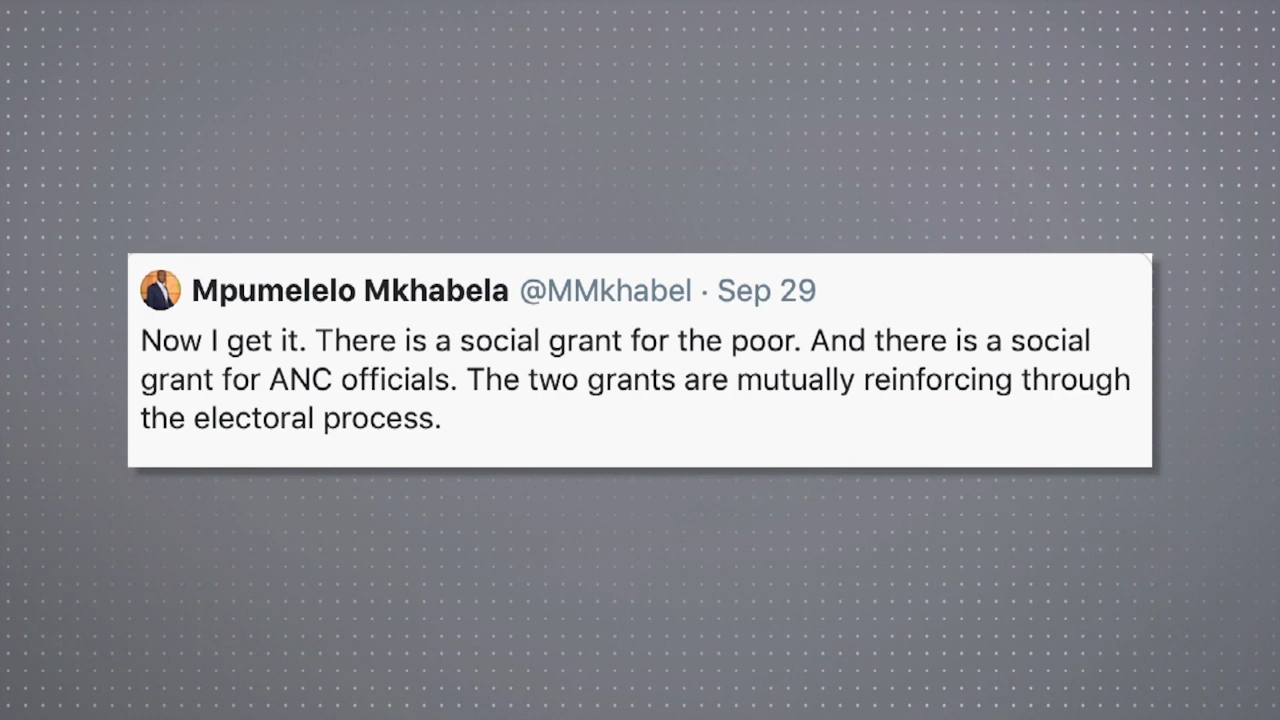 Mpumelelo Mkhabela @MMkhabel · Sep 29
Now I get it. There is a social grant for the poor. And there is a social
grant for ANC officials. The two grants are mutually reinforcing through
the electoral process.